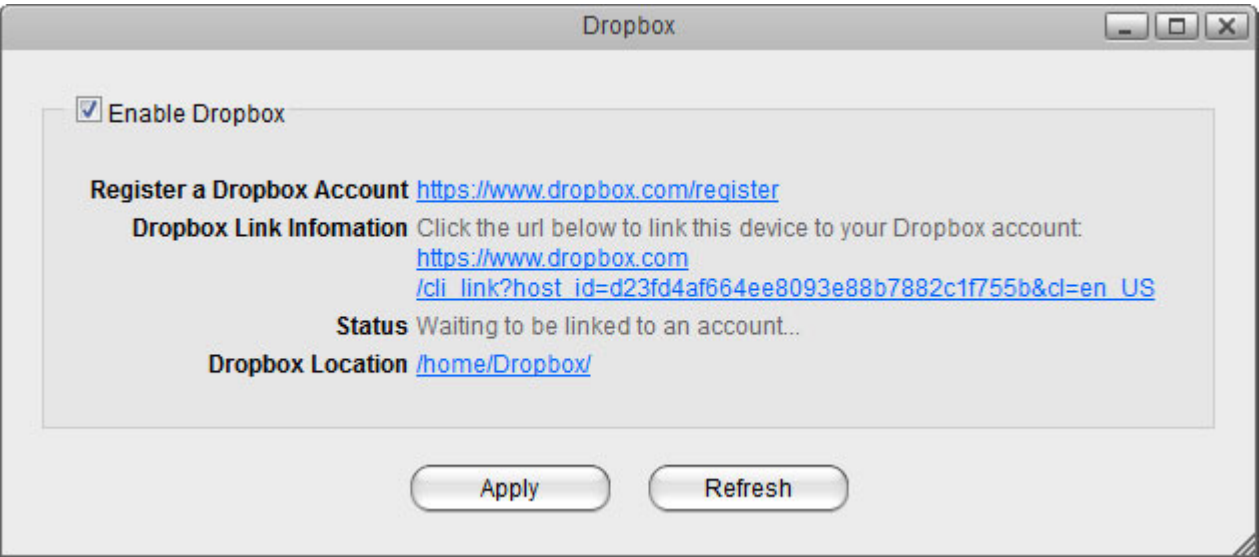 Dropbox
Enable Dropbox
Register a Dropbox Account https://www.dropbox.com/register
Dropbox Link Infomation Click the url below to link this device to your Dropbox account:
https://www.dropbox.com
/cli_link?host_id=d23fd4af664ee8093e88b7882c1f755b&cl=en_US
Status Waiting to be linked to an account...
Dropbox Location /home/Dropbox/
Apply Refresh